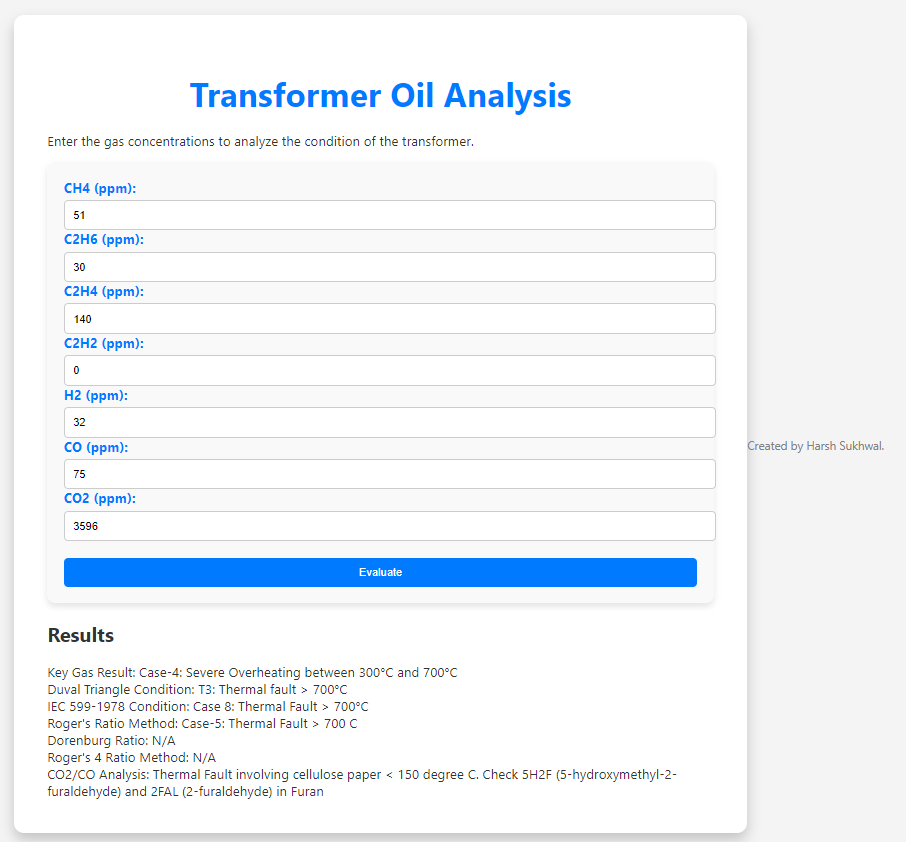 Transformer Oil Analysis
Enter the gas concentrations to analyze the condition of the transformer.
CH4 (ppm):
51
C2H6 (ppm):
30
C2H4 (ppm):
140
C2H2 (ppm):
0
H2 (ppm):
32
CO (ppm):
75
CO2 (ppm):
3596
Evaluate
Created by Harsh Sukhwal.
Results
Key Gas Result: Case-4: Severe Overheating between 300°C and 700°C
Duval Triangle Condition: T3: Thermal fault > 700°C
IEC 599-1978 Condition: Case 8: Thermal Fault > 700°C
Roger's Ratio Method: Case-5: Thermal Fault > 700 C
Dorenburg Ratio: N/A
Roger's 4 Ratio Method: N/A
CO2/CO Analysis: Thermal Fault involving cellulose paper < 150 degree C. Check 5H2F (5-hydroxymethyl-2-
furaldehyde) and 2FAL (2-furaldehyde) in Furan